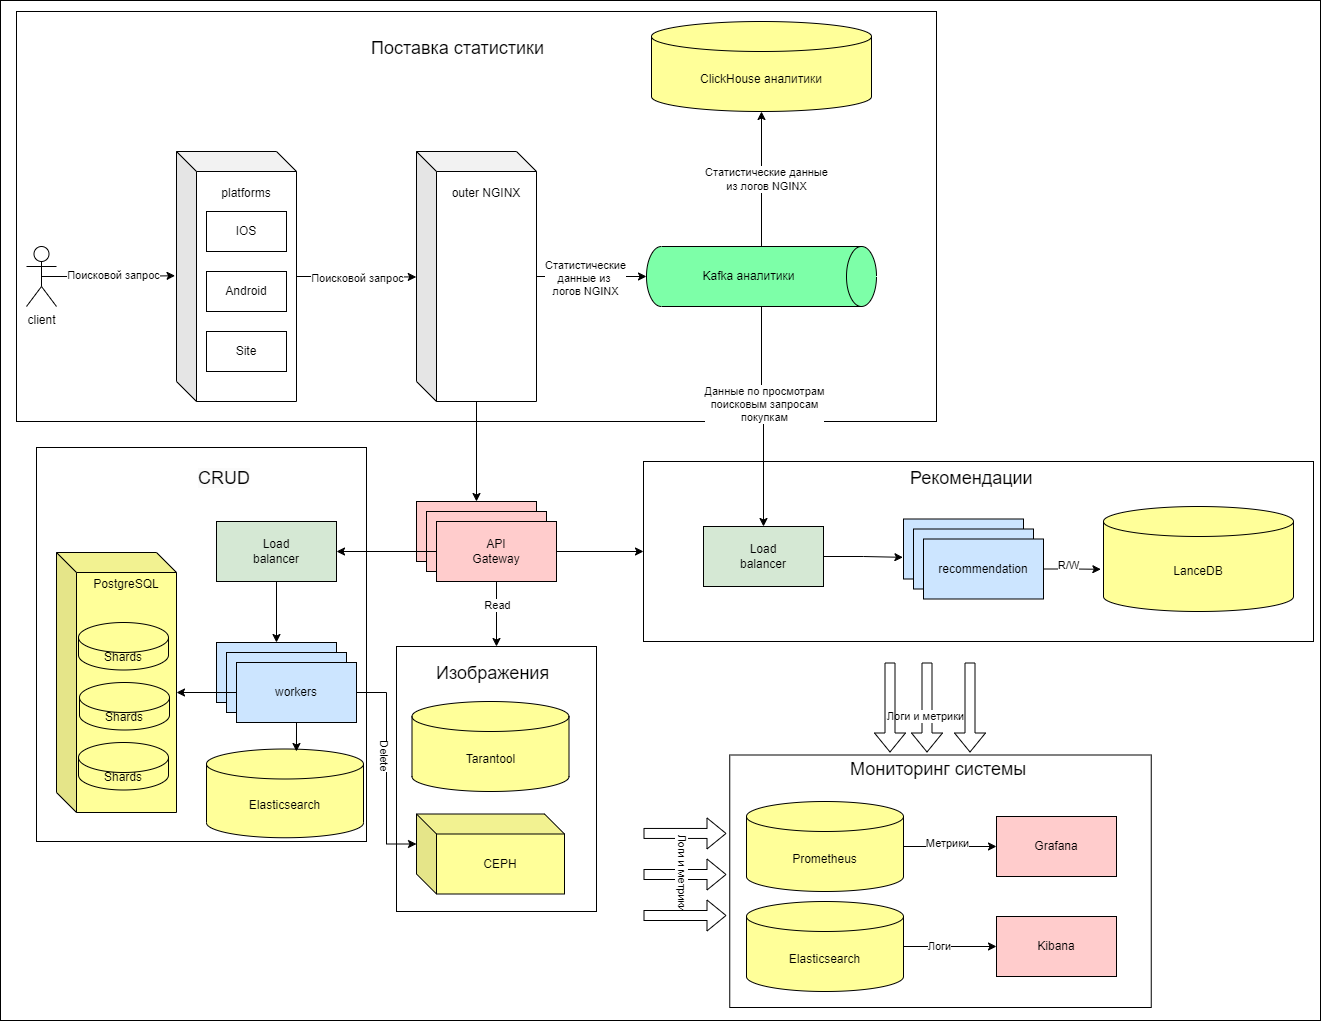 Поставка статистики
ClickHouse аналитики
Статистические данные
из логов NGINX
platforms
IOS
Android
Site
outer NGINX
client
Поисковой запрос
Поисковой запрос
Статистические
данные из
логов NGINX
Kafka аналитики
Данные по просмотрам
поисковым запросам
покупкам
CRUD
Load
balancer
PostgreSQL
Shards
Shards
Shards
workers
Elasticsearch
Delete
API
Gateway
Read
Изображения
Tarantool
CEPH
Рекомендации
Load
balancer
recommendation
R/W
LanceDB
Логи и метрики
Логи и метрики
Мониторинг системы
Prometheus
Метрики
Grafana
Elasticsearch
Логи
Kibana